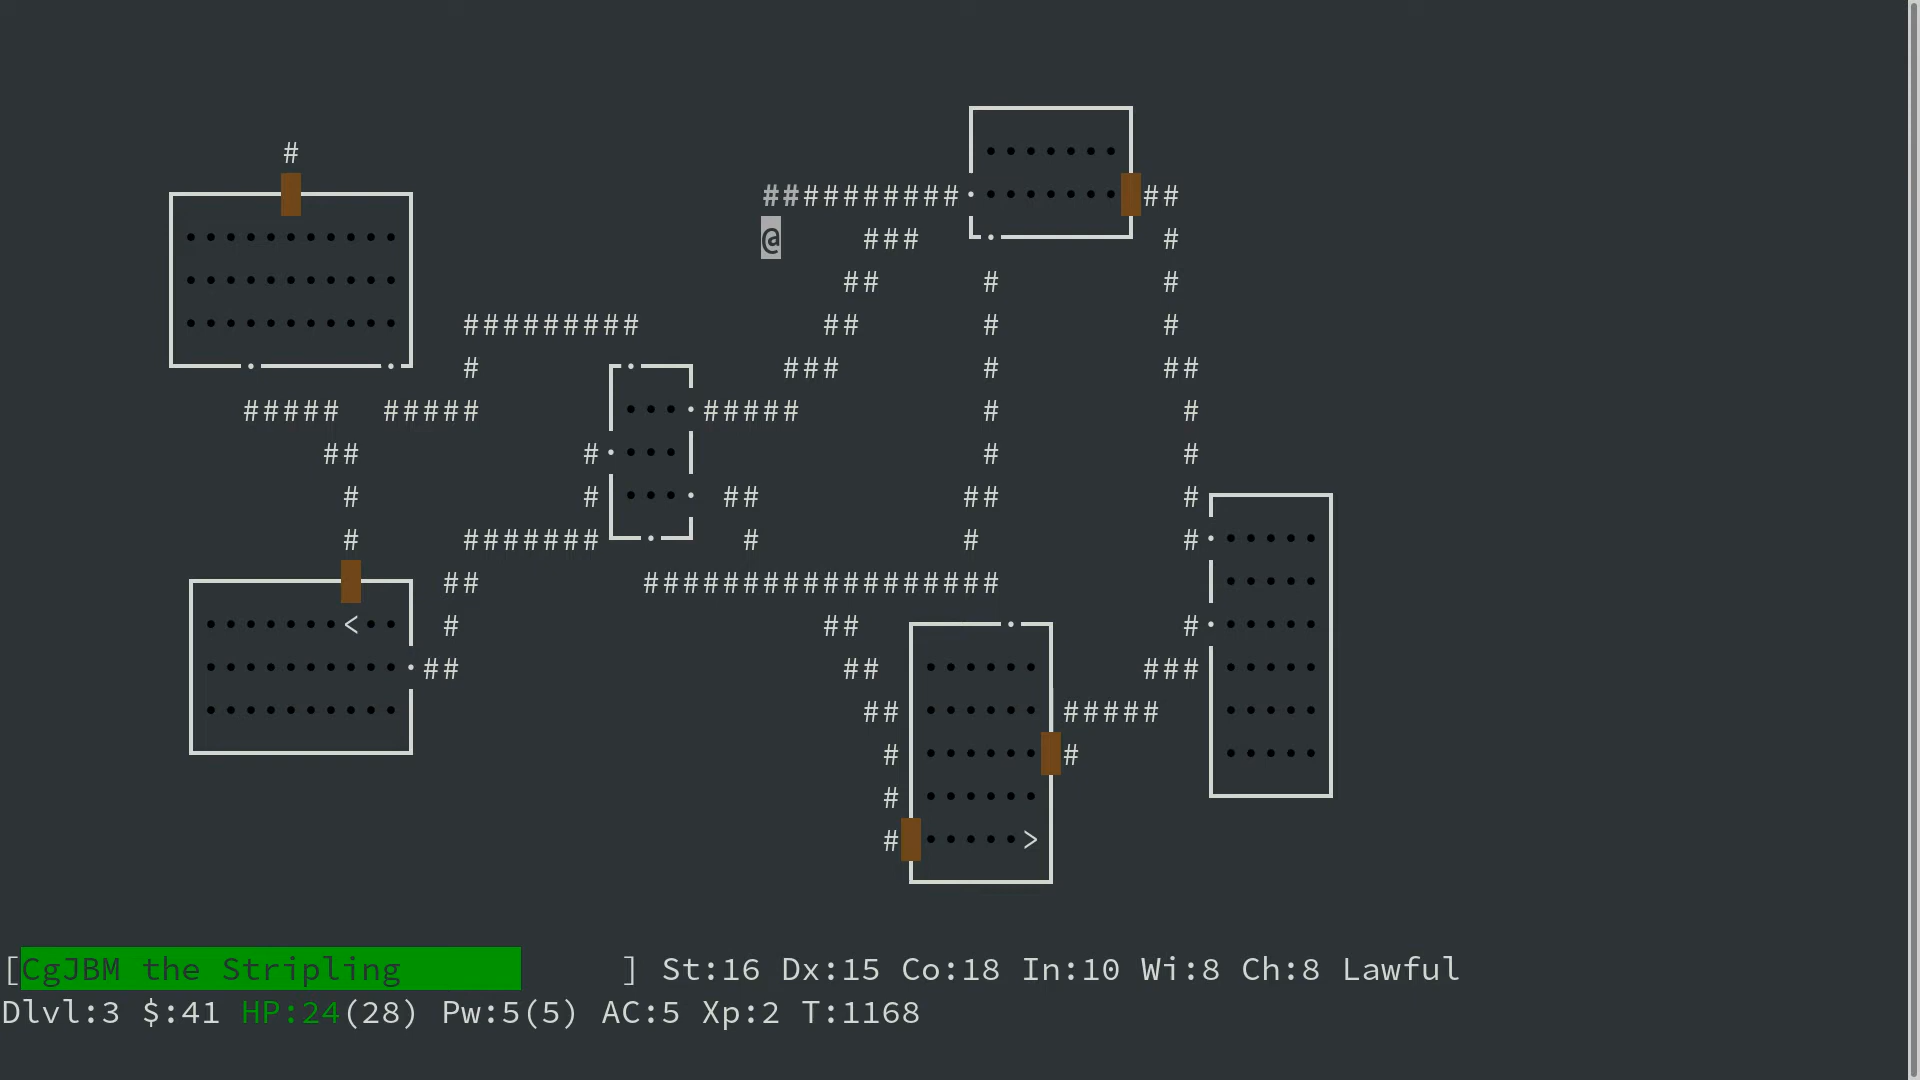 [CgJBM the Stripling ] St:16 Dx:15 Co:18 In:10 Wi:8 Ch:8 Lawful
Dlvl:3 $:41 HP:24(28) Pw:5(5) AC:5 Xp:2 T:1168